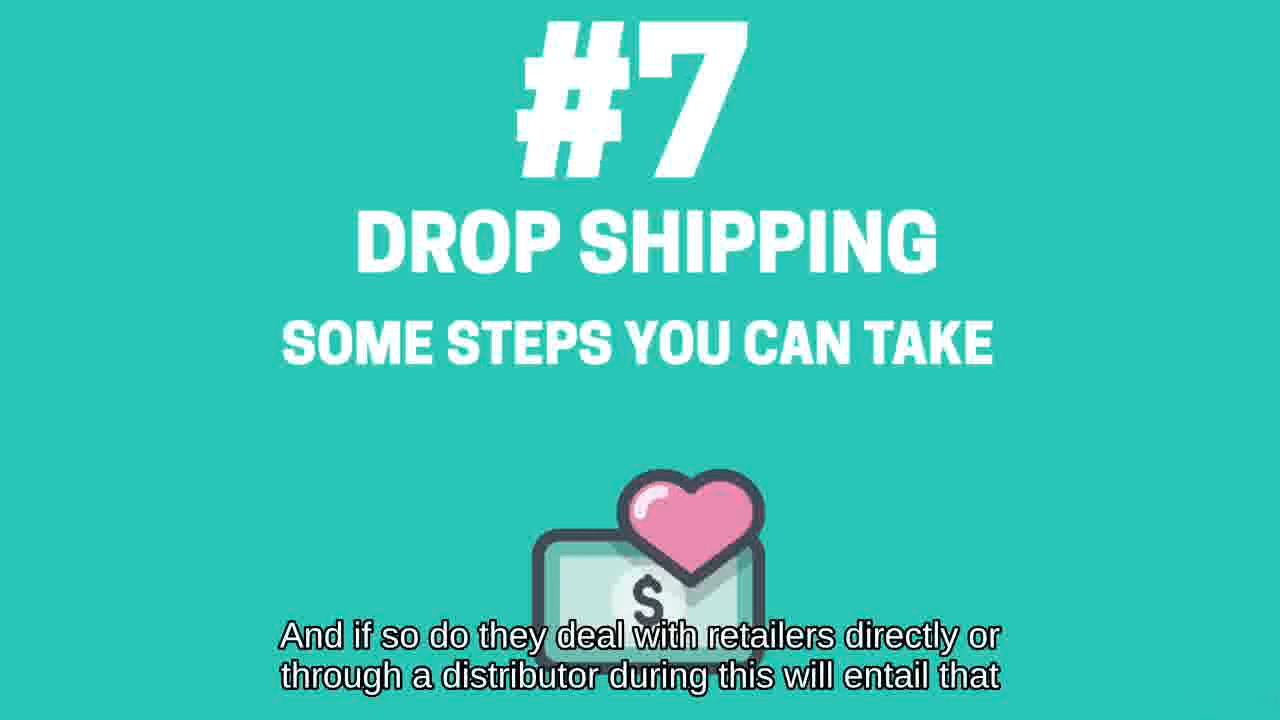 #7
DROP SHIPPING
SOME STEPS YOU CAN TAKE
$
And if so do they deal with retailers directly or
through a distributor during this will entail that